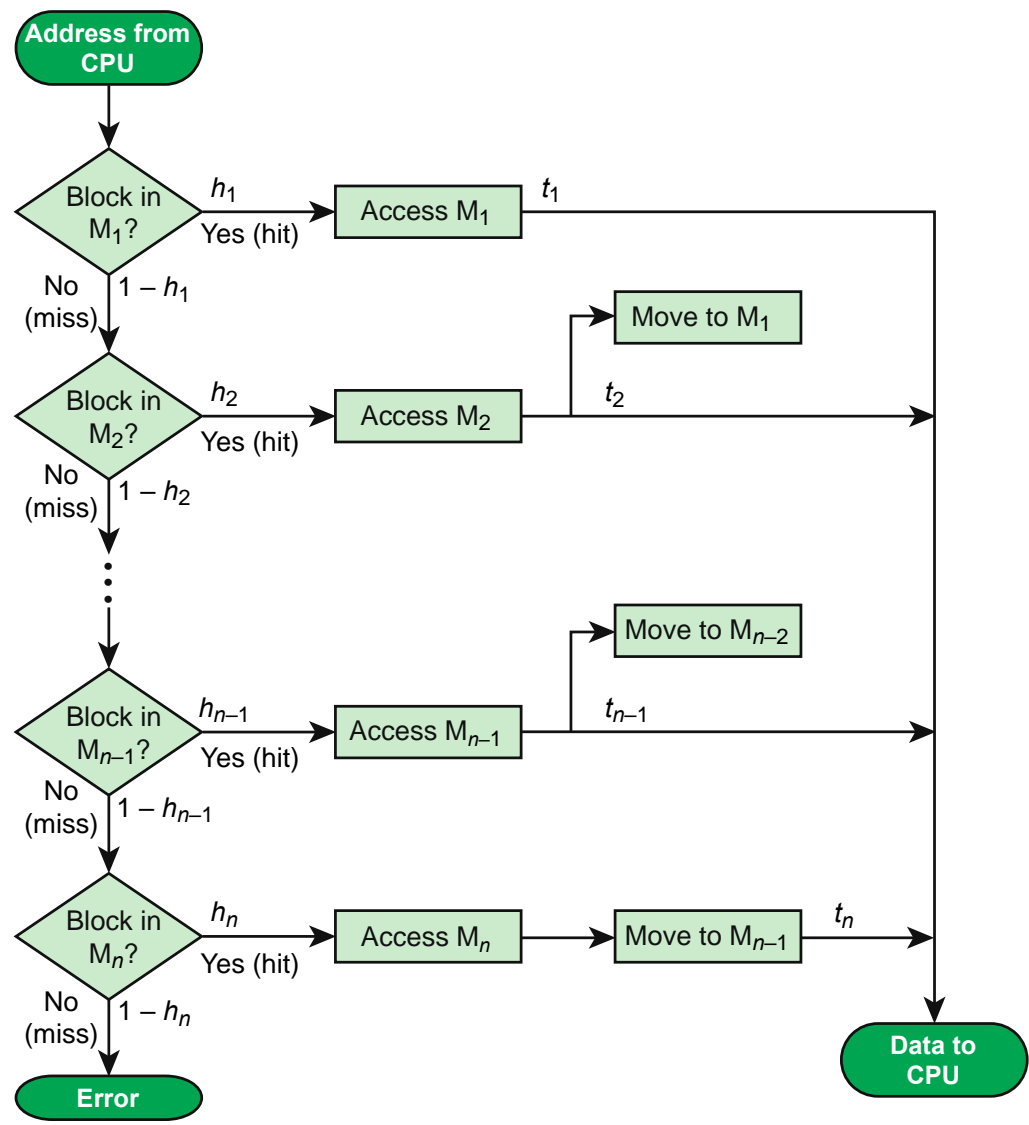 Address from
CPU
Block in
M₁?
h₁
Yes (hit)
Access M₁
t₁
No
(miss)
1 – h₁
Move to M₁
Block in
M₂?
h₂
Yes (hit)
Access M₂
t₂
No
(miss)
1 – h₂
Move to Mₙ₋₂
Block in
Mₙ₋₁?
hₙ₋₁
Yes (hit)
Access Mₙ₋₁
tₙ₋₁
No
(miss)
1 – hₙ₋₁
Block in
Mₙ?
hₙ
Yes (hit)
Access Mₙ
Move to Mₙ₋₁
tₙ
No
(miss)
1 – hₙ
Error
Data to
CPU